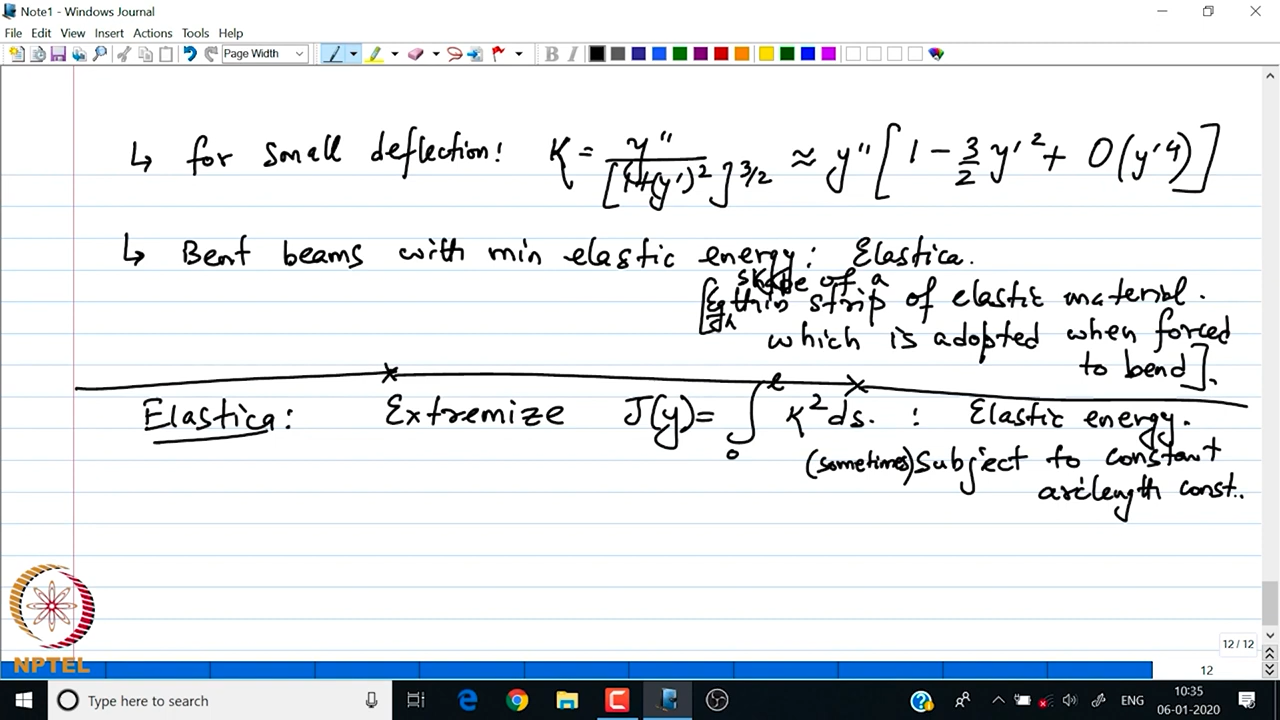 Note1 - Windows Journal
File Edit View Insert Actions Tools Help
Page Width
B I
↳ for small deflection: K = y'' / [1+(y')²]^3/2 ≈ y'' [1 - 3/2 y'² + O(y'⁴)]
↳ Bent beams with min elastic energy: Elastica.
shape of a
[Eg thin strip of elastic material.
which is adopted when forced
to bend].
Elastica: Extremize J(y) = ∫₀^l K² ds. : Elastic energy.
(sometimes) Subject to constant
arclength const..
12 / 12
NPTEL
12
Type here to search
ENG
10:35
06-01-2020